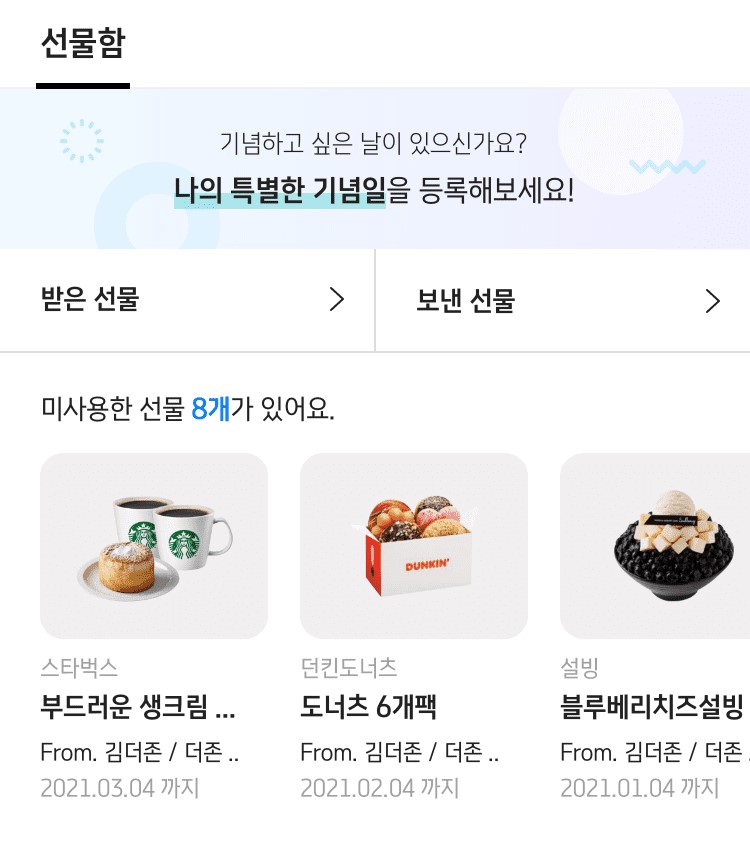 선물함
기념하고 싶은 날이 있으신가요?
나의 특별한 기념일을 등록해보세요!
받은 선물
보낸 선물
미사용한 선물 8개가 있어요.
DUNKIN'
스타벅스
던킨도너츠
설빙
부드러운 생크림 ...
도너츠 6개팩
블루베리치즈설빙
From. 김더존 / 더존 ..
From. 김더존 / 더존 ..
From. 김더존 / 더존 .
2021.03.04 까지
2021.02.04 까지
2021.01.04 까지